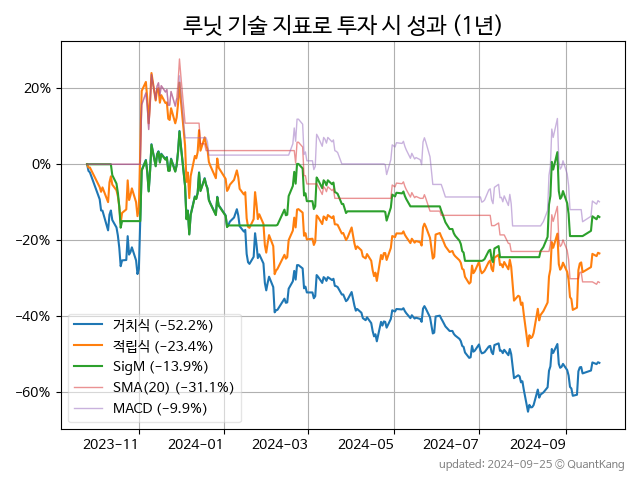 루닛 기술 지표로 투자 시 성과 (1년)
20%
0%
−20%
−40%
−60%
거치식 (−52.2%)
적립식 (−23.4%)
SigM (−13.9%)
SMA(20) (−31.1%)
MACD (−9.9%)
2023-11 2024-01 2024-03 2024-05 2024-07 2024-09
updated: 2024-09-25 © QuantKang